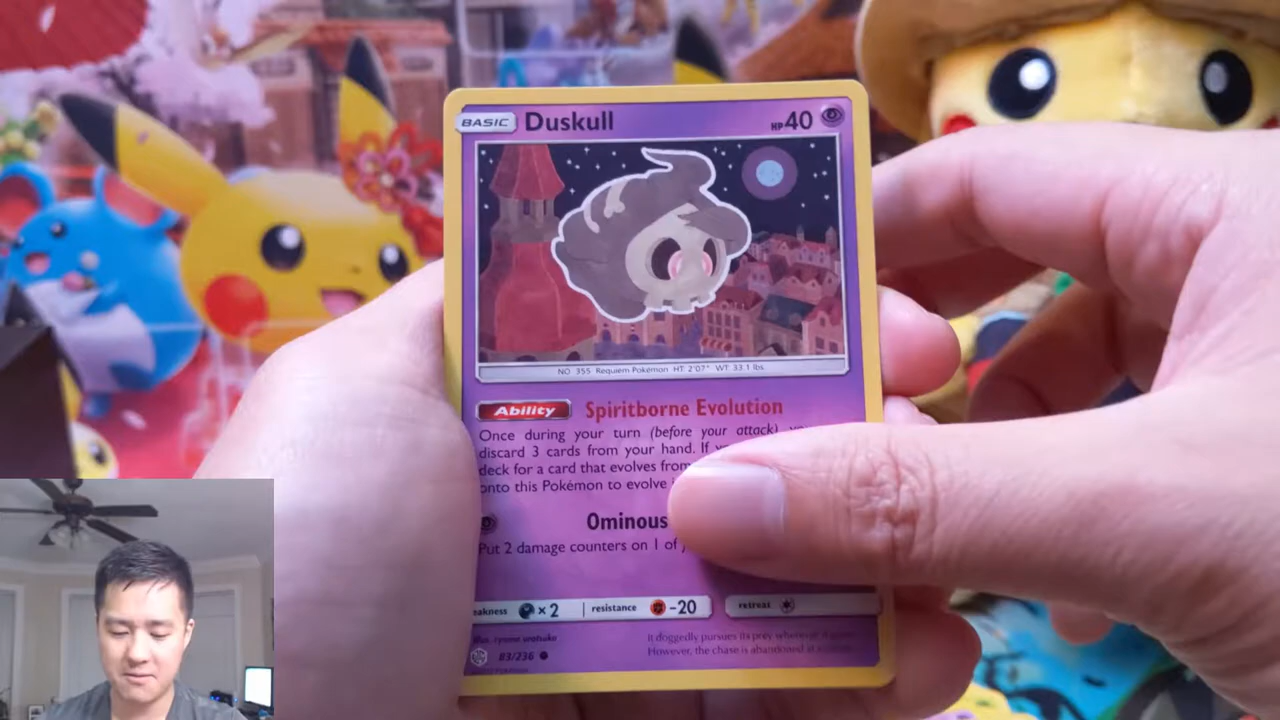 BASIC Duskull HP40
NO 355 Requiem Pokémon HT: 2'07" WT: 33.1 lbs.
Ability Spiritborne Evolution
Once during your turn (before your attack),
discard 3 cards from your hand. If
deck for a card that evolves from
onto this Pokémon to evolve
Ominous
Put 2 damage counters on 1 of
×2 resistance -20 retreat
83/236
It doggedly pursues its prey wherever it
However, the chase is abandoned at